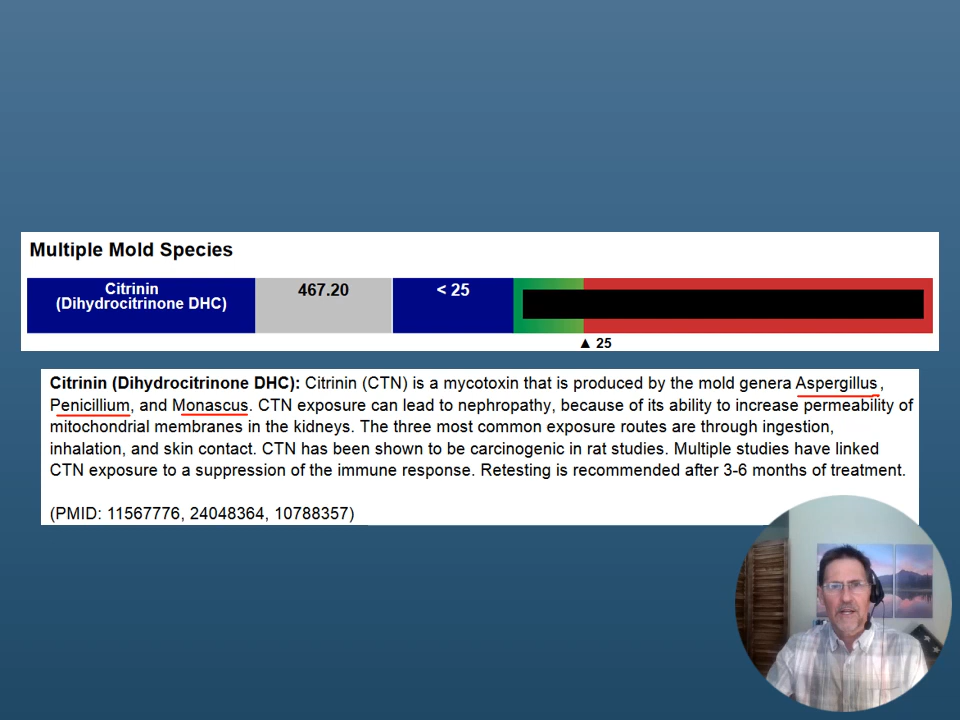 Multiple Mold Species
Citrinin
(Dihydrocitrinone DHC)
467.20
< 25
▲ 25
Citrinin (Dihydrocitrinone DHC): Citrinin (CTN) is a mycotoxin that is produced by the mold genera Aspergillus,
Penicillium, and Monascus. CTN exposure can lead to nephropathy, because of its ability to increase permeability of
mitochondrial membranes in the kidneys. The three most common exposure routes are through ingestion,
inhalation, and skin contact. CTN has been shown to be carcinogenic in rat studies. Multiple studies have linked
CTN exposure to a suppression of the immune response. Retesting is recommended after 3-6 months of treatment.
(PMID: 11567776, 24048364, 10788357)